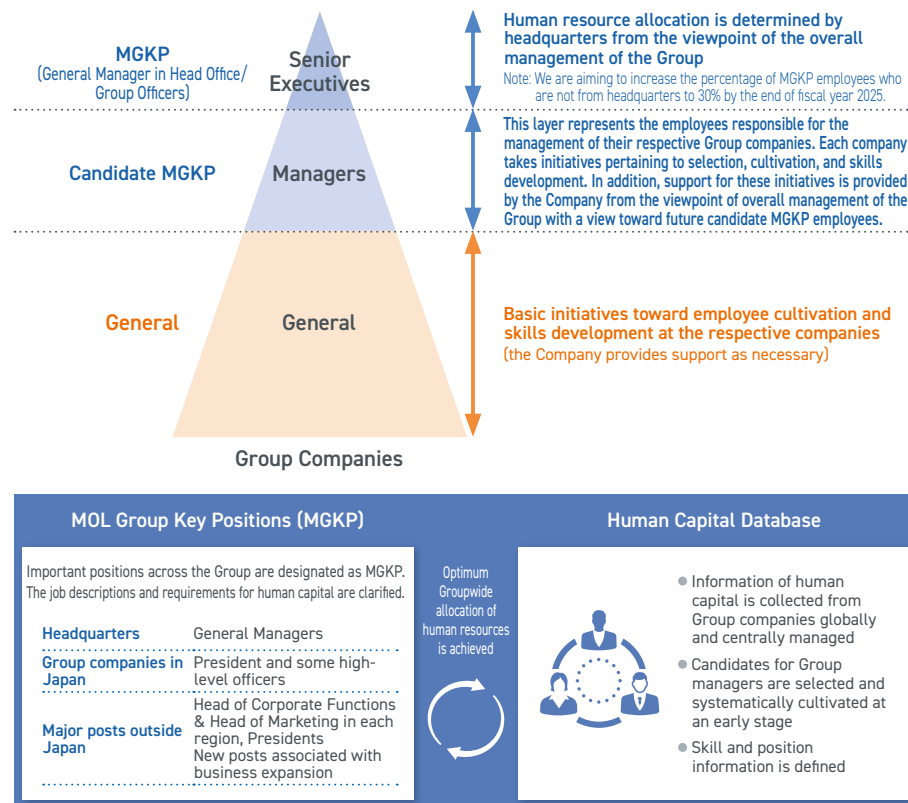 MGKP
(General Manager in Head Office/
Group Officers)
Senior
Executives
Human resource allocation is determined by
headquarters from the viewpoint of the overall
management of the Group
Note: We are aiming to increase the percentage of MGKP employees who
are not from headquarters to 30% by the end of fiscal year 2025.
Candidate MGKP
Managers
This layer represents the employees responsible for the
management of their respective Group companies. Each company
takes initiatives pertaining to selection, cultivation, and skills
development. In addition, support for these initiatives is provided
by the Company from the viewpoint of overall management of the
Group with a view toward future candidate MGKP employees.
General
General
Basic initiatives toward employee cultivation and
skills development at the respective companies
(the Company provides support as necessary)
Group Companies
MOL Group Key Positions (MGKP)
Important positions across the Group are designated as MGKP.
The job descriptions and requirements for human capital are clarified.
Headquarters
General Managers
Group companies in
Japan
President and some high-
level officers
Major posts outside
Japan
Head of Corporate Functions
& Head of Marketing in each
region, Presidents
New posts associated with
business expansion
Optimum
Groupwide
allocation of
human resources
is achieved
Human Capital Database
● Information of human
capital is collected from
Group companies globally
and centrally managed
● Candidates for Group
managers are selected and
systematically cultivated at
an early stage
● Skill and position
information is defined